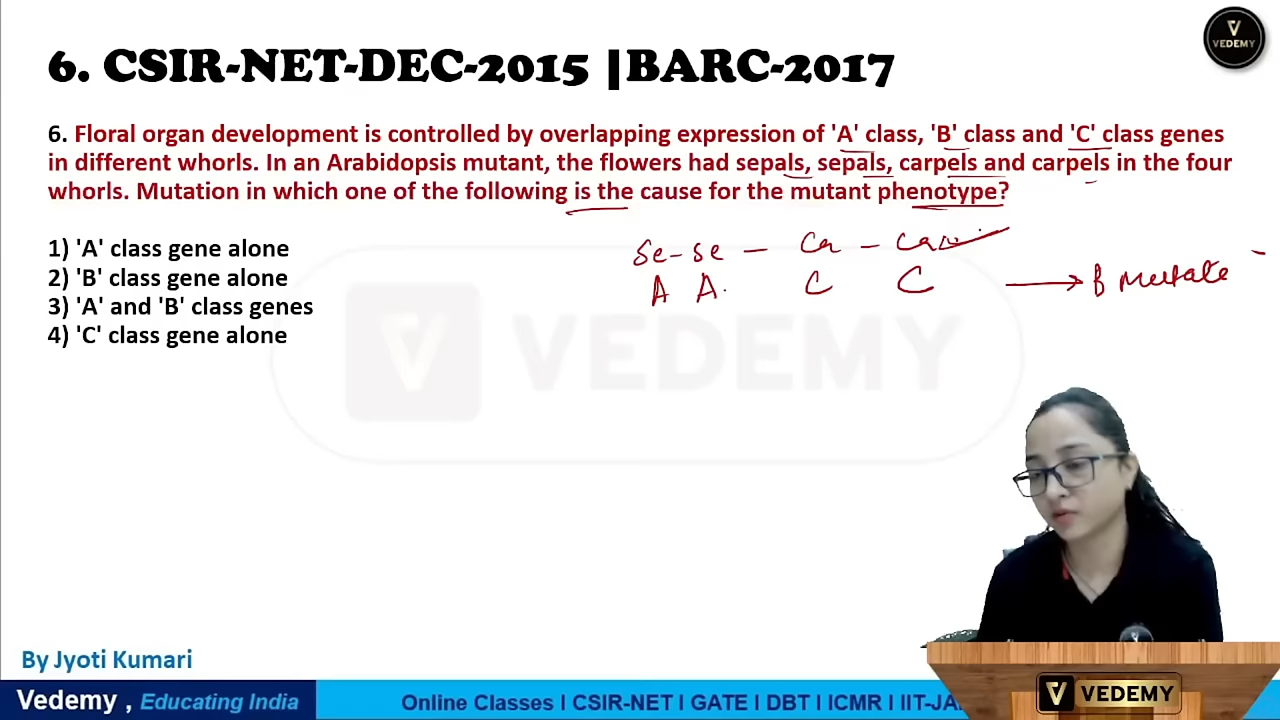 VEDEMY
6. CSIR-NET-DEC-2015 |BARC-2017
6. Floral organ development is controlled by overlapping expression of 'A' class, 'B' class and 'C' class genes
in different whorls. In an Arabidopsis mutant, the flowers had sepals, sepals, carpels and carpels in the four
whorls. Mutation in which one of the following is the cause for the mutant phenotype?
1) 'A' class gene alone
2) 'B' class gene alone
3) 'A' and 'B' class genes
4) 'C' class gene alone
Se - Se - Ca - Ca
A A C C → B Mutate
VEDEMY
By Jyoti Kumari
Vedemy , Educating India
Online Classes I CSIR-NET I GATE I DBT I ICMR I IIT-JA
VEDEMY